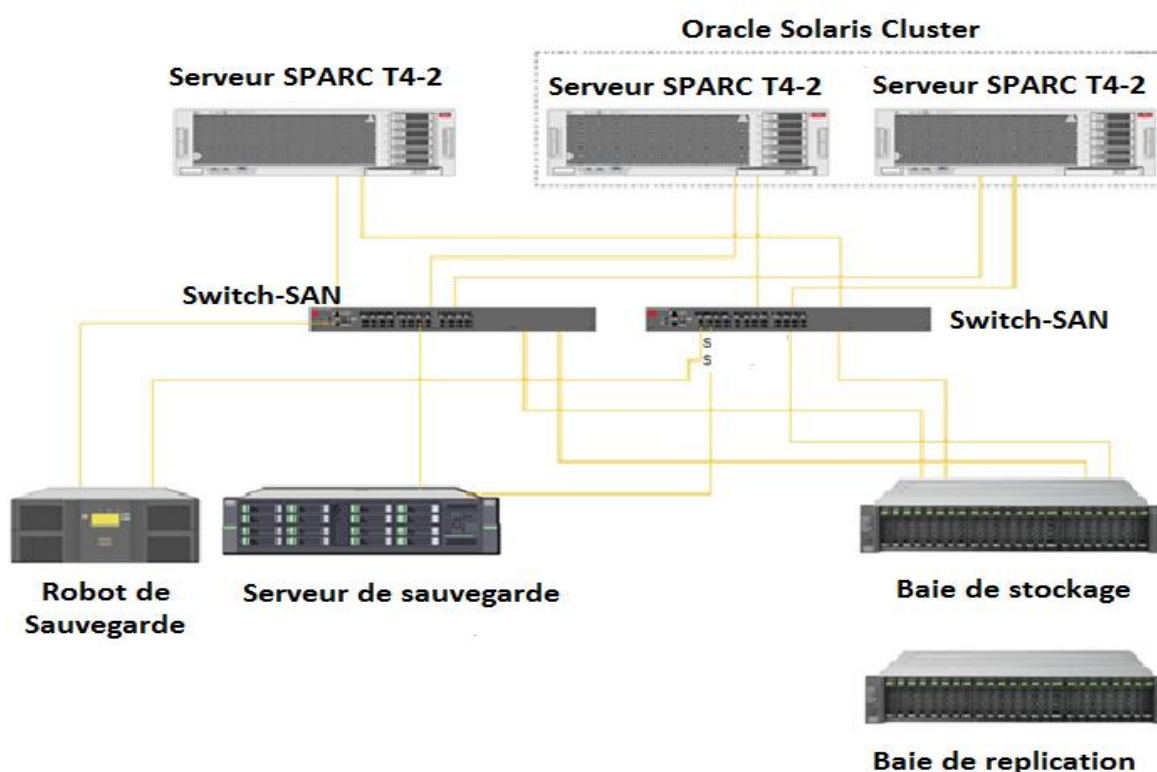 Oracle Solaris Cluster
Serveur SPARC T4-2
Serveur SPARC T4-2
Serveur SPARC T4-2
Switch-SAN
Switch-SAN
S
S
Robot de
Sauvegarde
Serveur de sauvegarde
Baie de stockage
Baie de replication